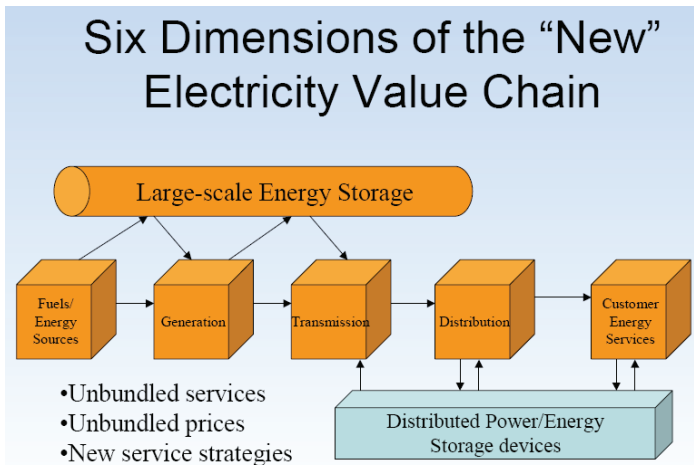 Six Dimensions of the “New”
Electricity Value Chain
Large-scale Energy Storage
Fuels/
Energy
Sources
Generation
Transmission
Distribution
Customer
Energy
Services
•Unbundled services
•Unbundled prices
•New service strategies
Distributed Power/Energy
Storage devices